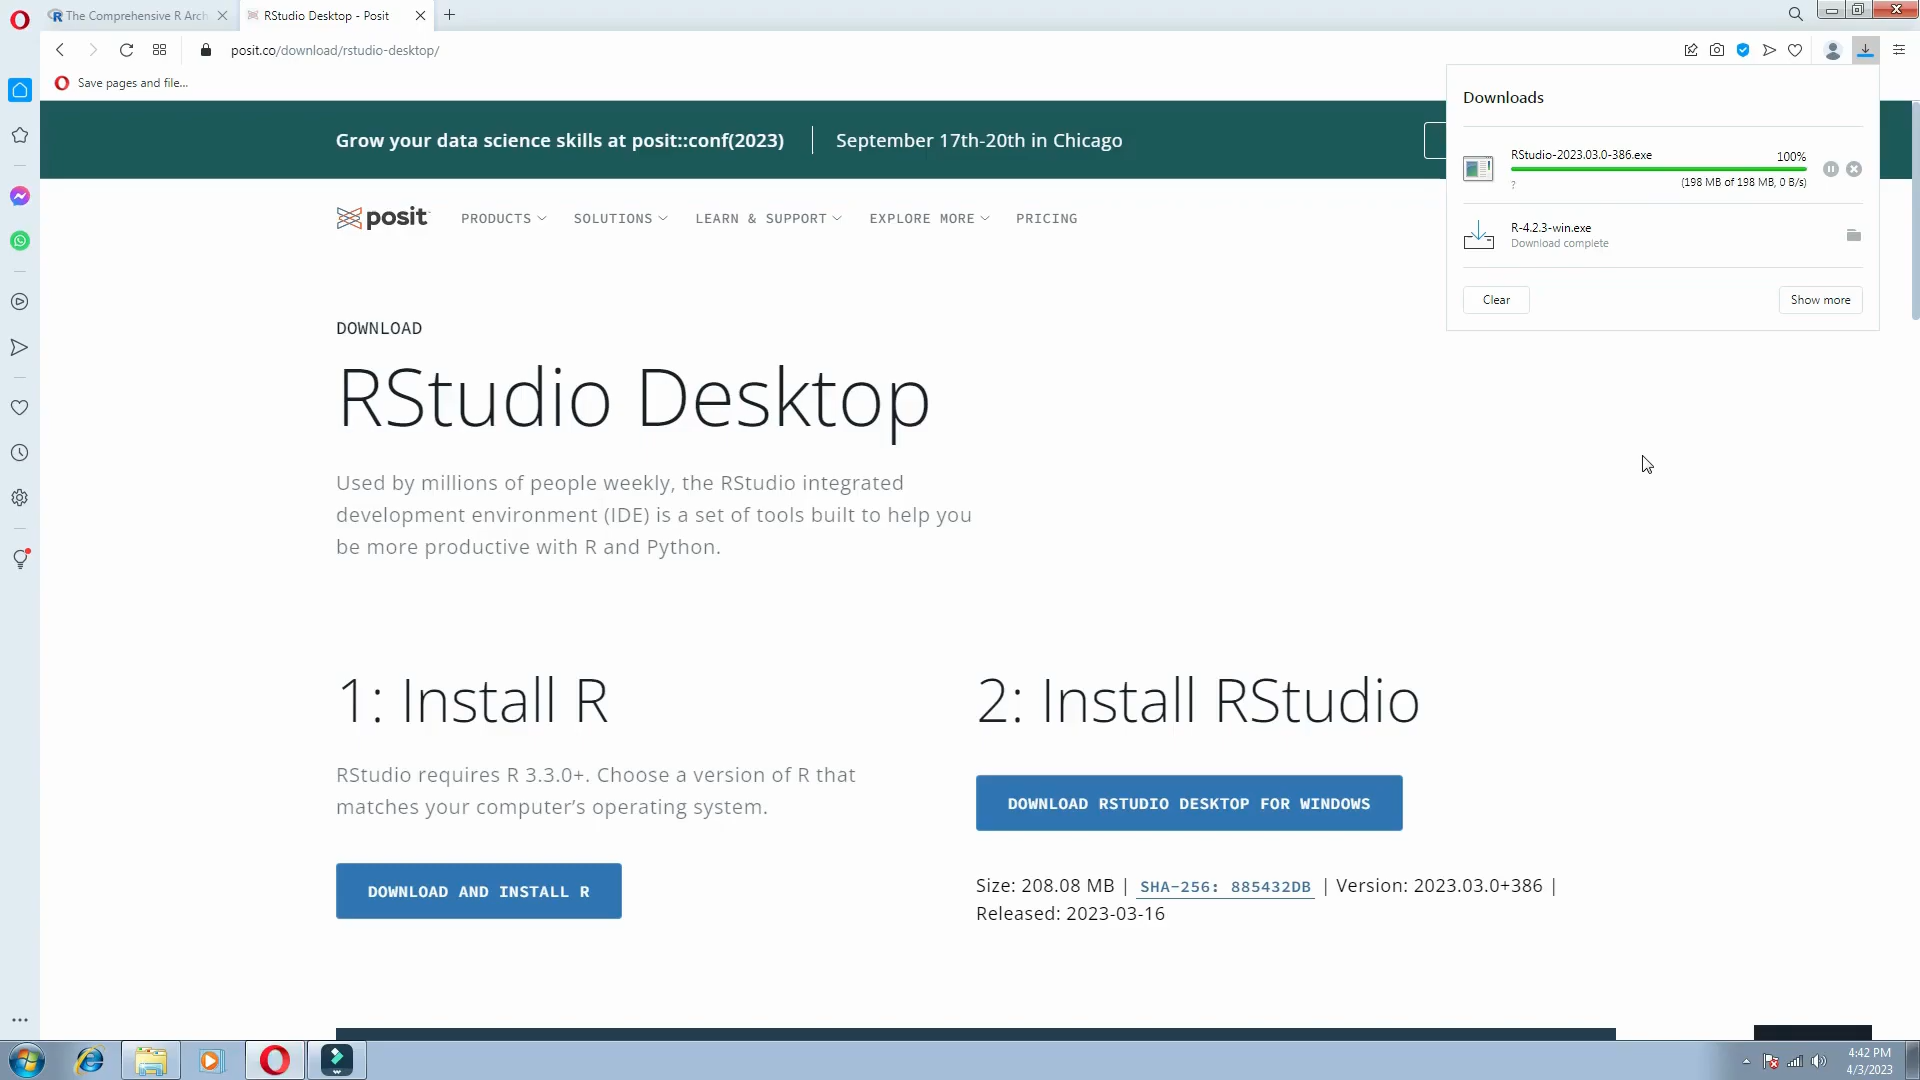 The Comprehensive R Arch
RStudio Desktop - Posit
posit.co/download/rstudio-desktop/
Save pages and file...
Downloads
RStudio-2023.03.0-386.exe
100%
?
(198 MB of 198 MB, 0 B/s)
R-4.2.3-win.exe
Download complete
Clear
Show more
Grow your data science skills at posit::conf(2023)
September 17th-20th in Chicago
posit
PRODUCTS
SOLUTIONS
LEARN & SUPPORT
EXPLORE MORE
PRICING
DOWNLOAD
RStudio Desktop
Used by millions of people weekly, the RStudio integrated
development environment (IDE) is a set of tools built to help you
be more productive with R and Python.
1: Install R
RStudio requires R 3.3.0+. Choose a version of R that
matches your computer’s operating system.
DOWNLOAD AND INSTALL R
2: Install RStudio
DOWNLOAD RSTUDIO DESKTOP FOR WINDOWS
Size: 208.08 MB | SHA-256: 885432DB | Version: 2023.03.0+386 |
Released: 2023-03-16
4:42 PM
4/3/2023